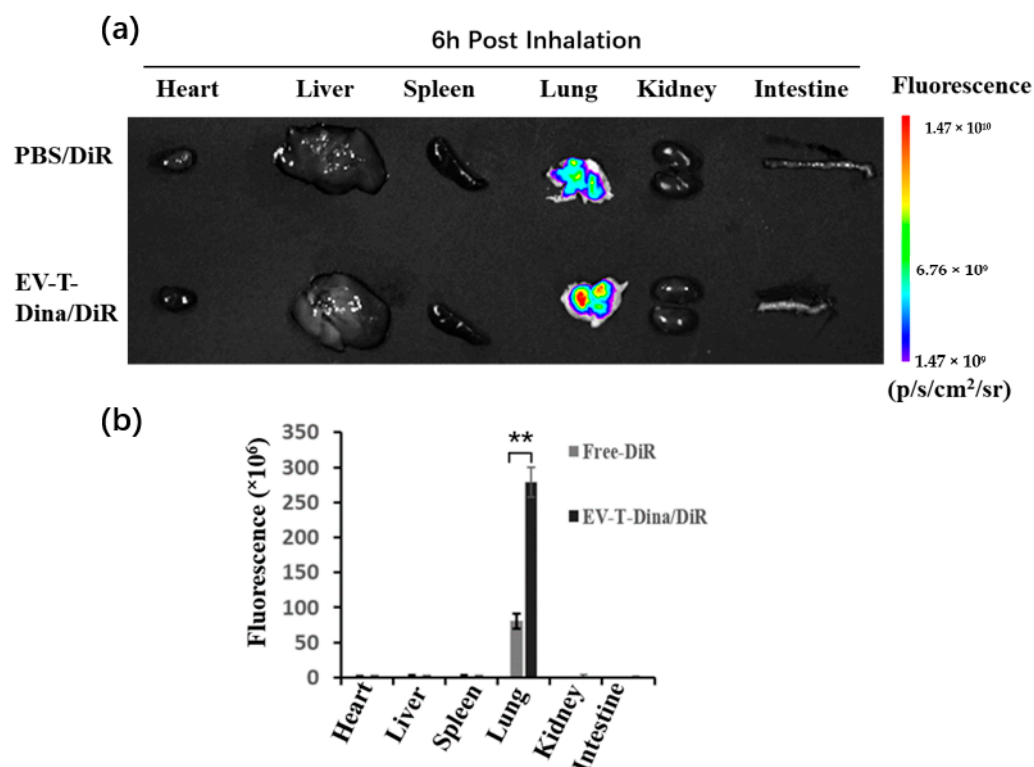 (a)
6h Post Inhalation
Heart Liver Spleen Lung Kidney Intestine Fluorescence
PBS/DiR
EV-T-
Dina/DiR
1.47 × 10¹⁰
6.76 × 10⁹
1.47 × 10⁹
(p/s/cm²/sr)
(b)
Fluorescence (×10⁶)
350
300
250
200
150
100
50
0
**
Free-DiR
EV-T-Dina/DiR
Heart
Liver
Spleen
Lung
Kidney
Intestine